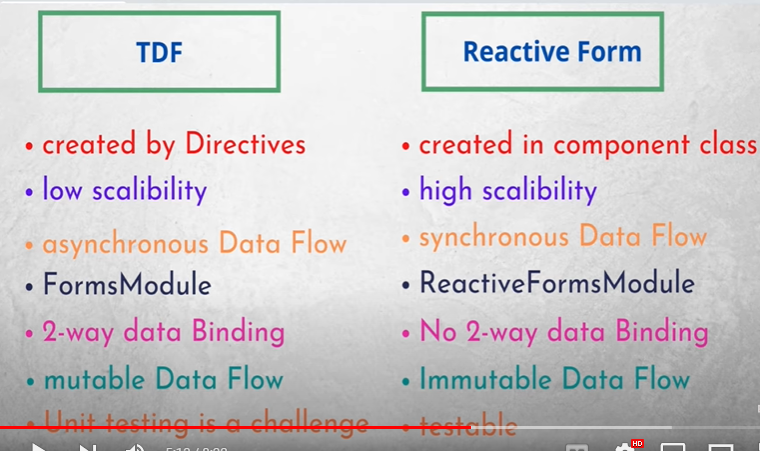 TDF
Reactive Form
• created by Directives
• low scalibility
• asynchronous Data Flow
• FormsModule
• 2-way data Binding
• mutable Data Flow
• Unit testing is a challenge
• created in component class
• high scalibility
• synchronous Data Flow
• ReactiveFormsModule
• No 2-way data Binding
• Immutable Data Flow
• testable
HD